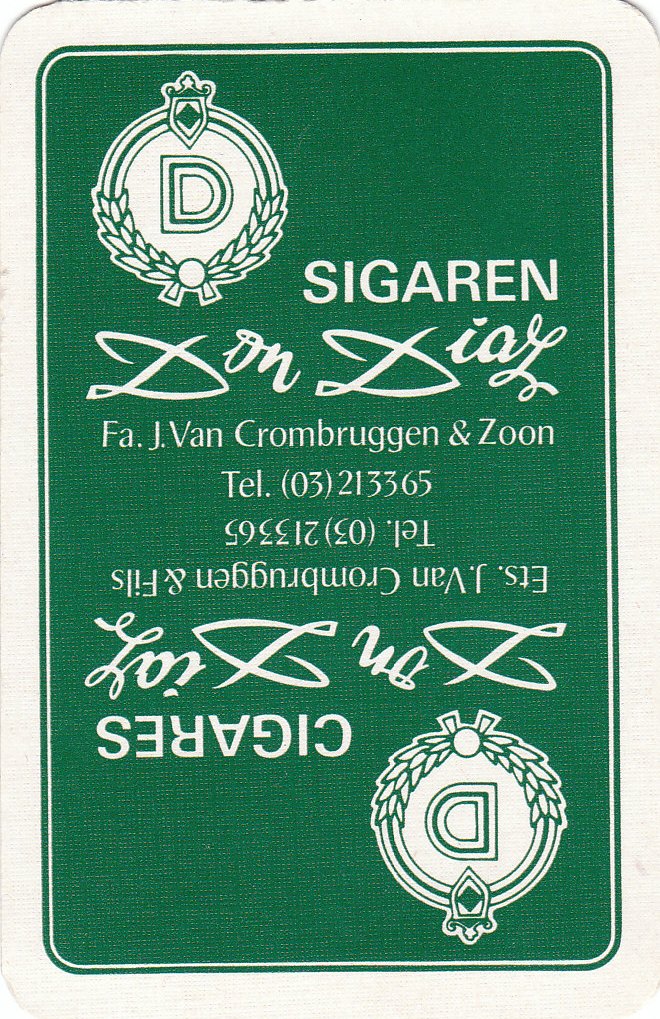 D
SIGAREN
Don Diaz
Fa. J. Van Crombruggen & Zoon
Tel. (03) 213365
D
CIGARES
Don Diaz
Ets. J. Van Crombruggen & Fils
Tel. (03) 213365